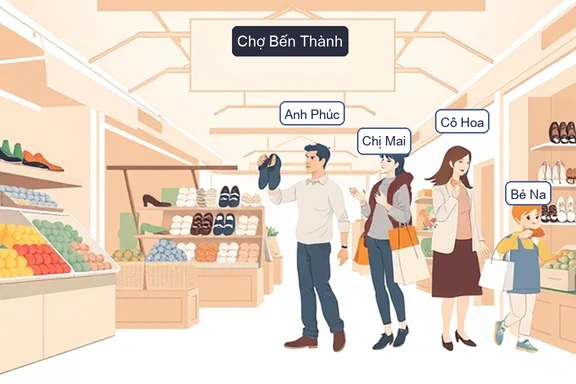 Chợ Bến Thành
Anh Phúc
Chị Mai
Cô Hoa
Bé Na